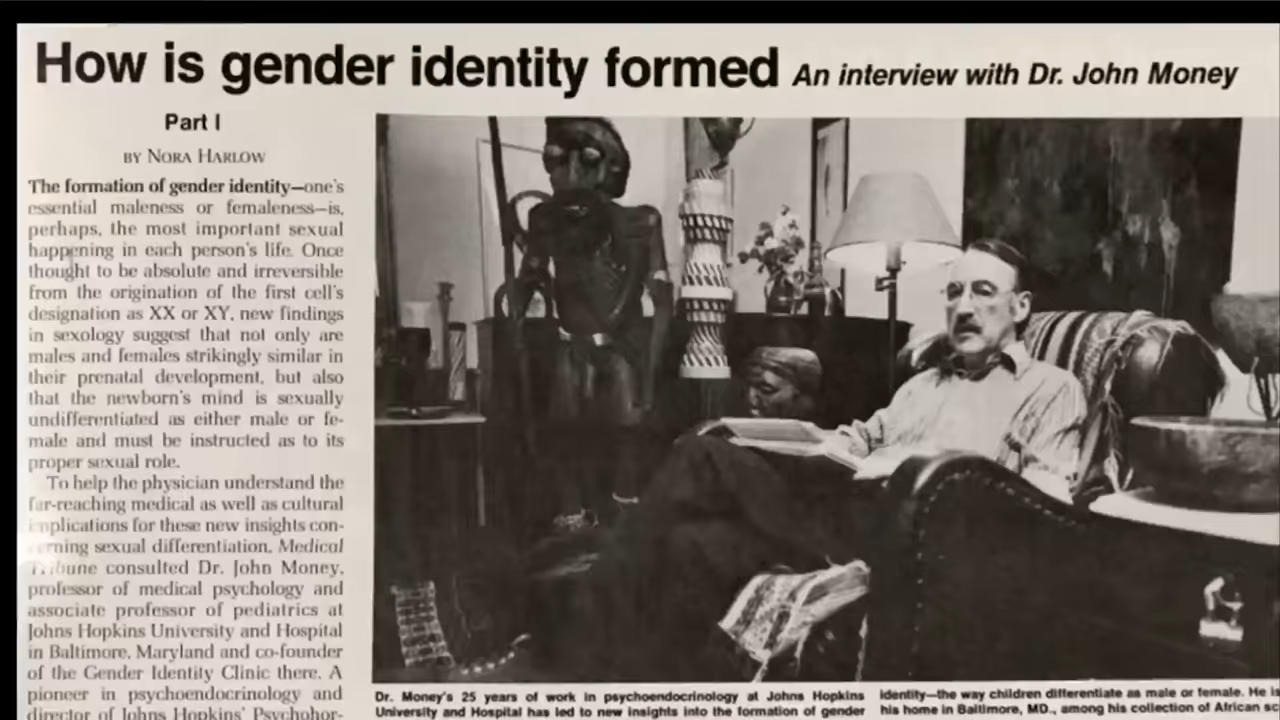 How is gender identity formed An interview with Dr. John Money
Part I
BY NORA HARLOW
The formation of gender identity—one's
essential maleness or femaleness—is,
perhaps, the most important sexual
happening in each person's life. Once
thought to be absolute and irreversible
from the origination of the first cell's
designation as XX or XY, new findings
in sexology suggest that not only are
males and females strikingly similar in
their prenatal development, but also
that the newborn's mind is sexually
undifferentiated as either male or fe-
male and must be instructed as to its
proper sexual role.
To help the physician understand the
far-reaching medical as well as cultural
implications for these new insights con-
cerning sexual differentiation, Medical
Tribune consulted Dr. John Money,
professor of medical psychology and
associate professor of pediatrics at
Johns Hopkins University and Hospital
in Baltimore, Maryland and co-founder
of the Gender Identity Clinic there. A
pioneer in psychoendocrinology and
director of Johns Hopkins' Psychohor-
Dr. Money's 25 years of work in psychoendocrinology at Johns Hopkins
University and Hospital has led to new insights into the formation of gender
identity—the way children differentiate as male or female. He is
his home in Baltimore, MD., among his collection of African sc